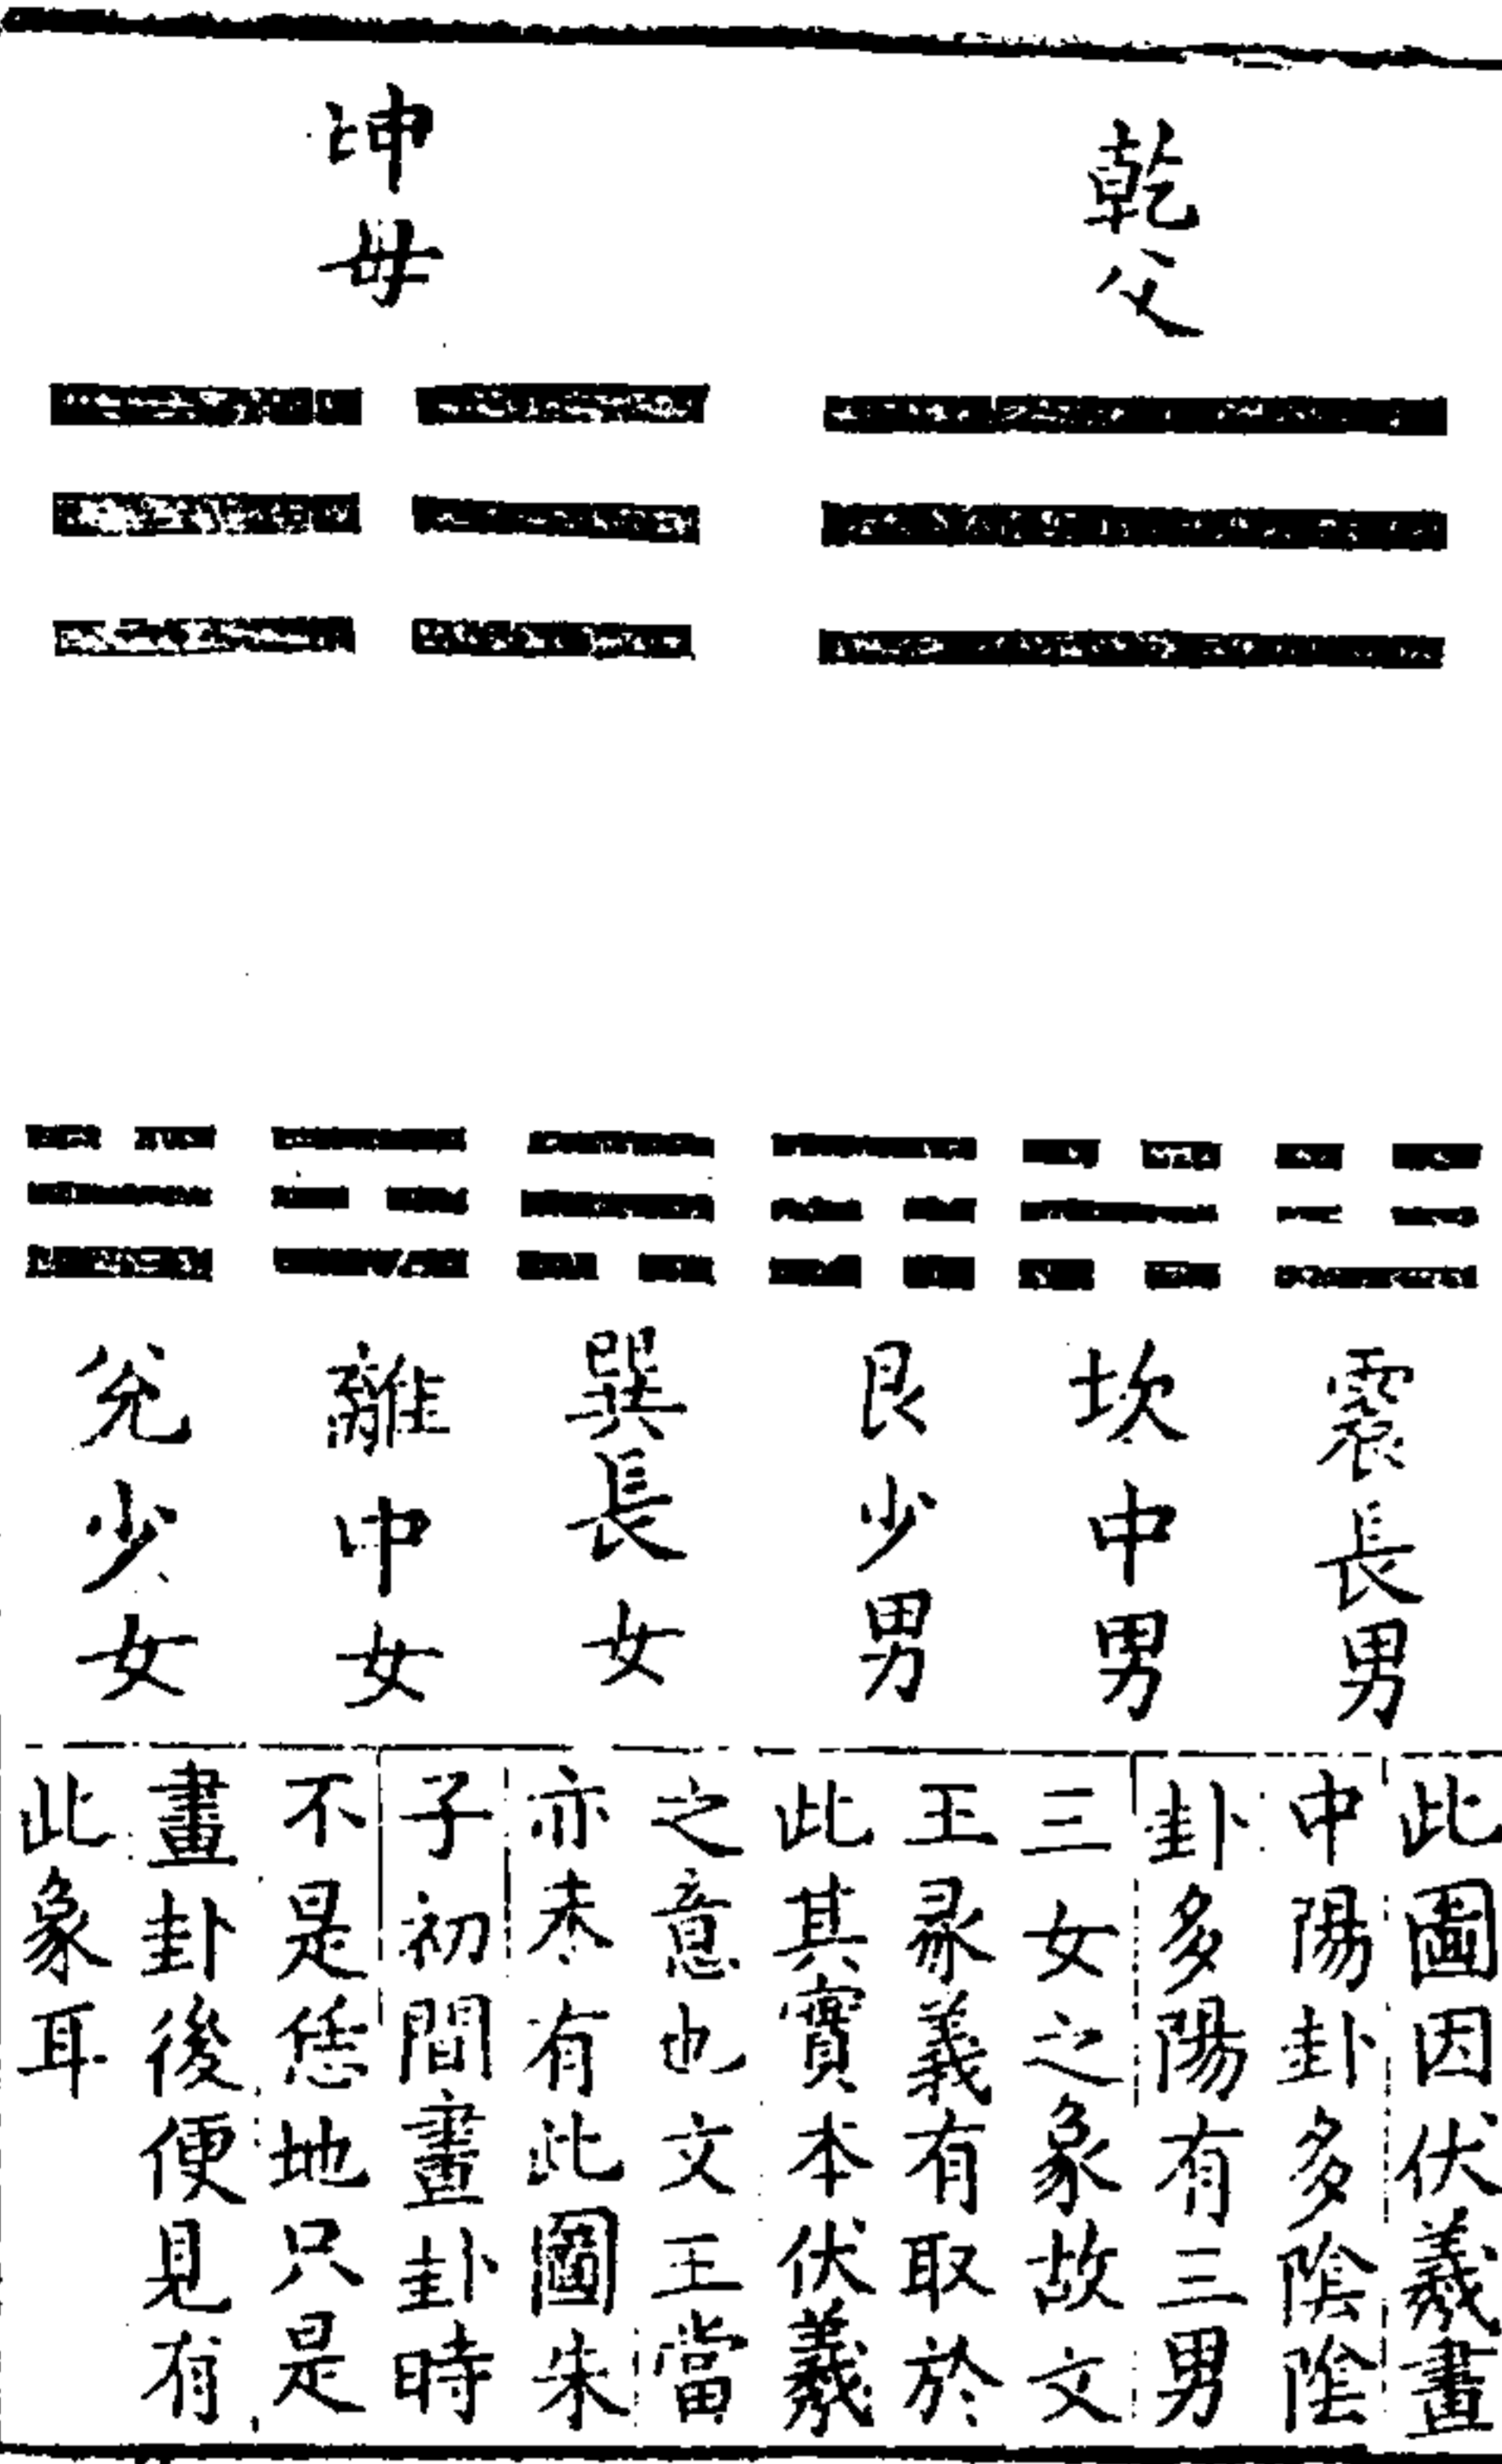 乾父
坤母
震長男
坎中男
艮少男
巽長女
離中女
兌少女
此圖因伏羲畫
中陽卦多陰陰
卦多陽有三男
三女之象故文
王彖義有取於
此其實本伏羲
之意也文王當
亦未有此圖朱
子初間畫卦時
不是恁地只是
畫卦後便見有
此象耳